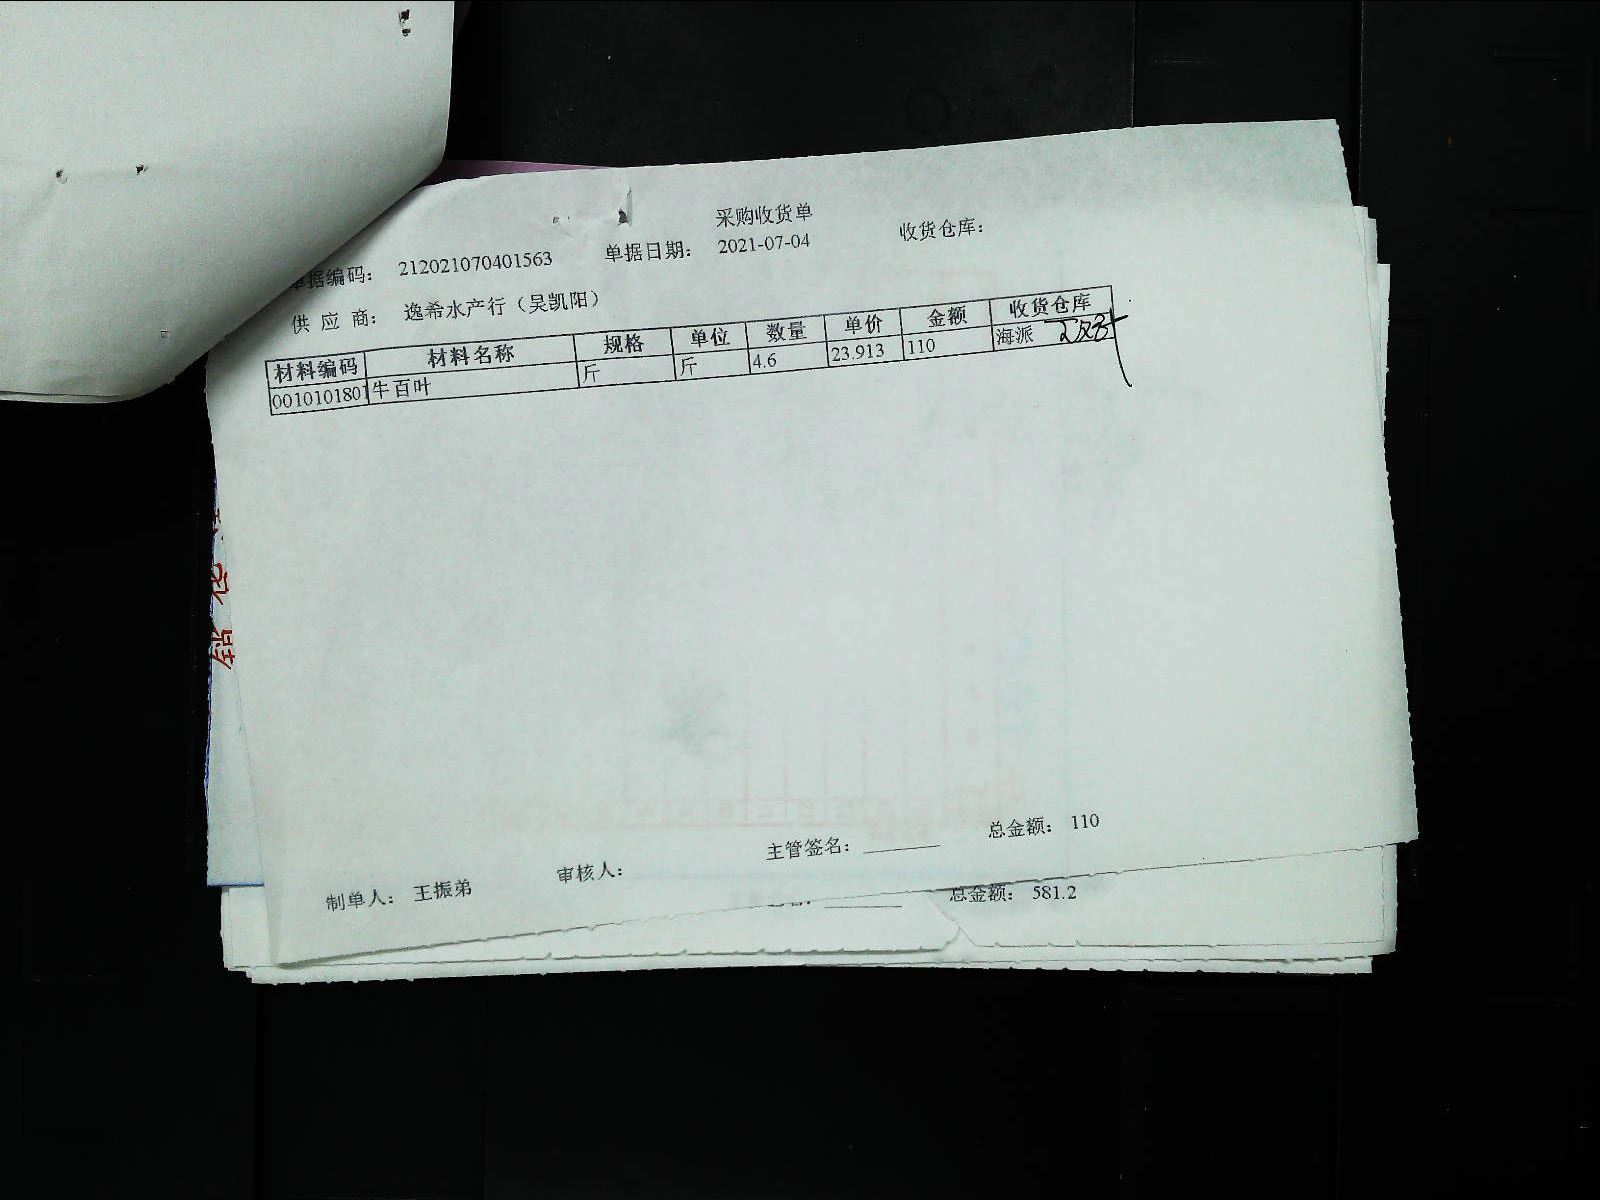 采购收货单
单据编码： 212021070401563 单据日期： 2021-07-04 收货仓库：
供 应 商： 逸希水产行（吴凯阳）
材料编码 材料名称 规格 单位 数量 单价 金额 收货仓库
0010101801 牛百叶 斤 斤 4.6 23.913 110 海派
制单人： 王振弟 审核人： 主管签名： 总金额： 110
总金额： 581.2